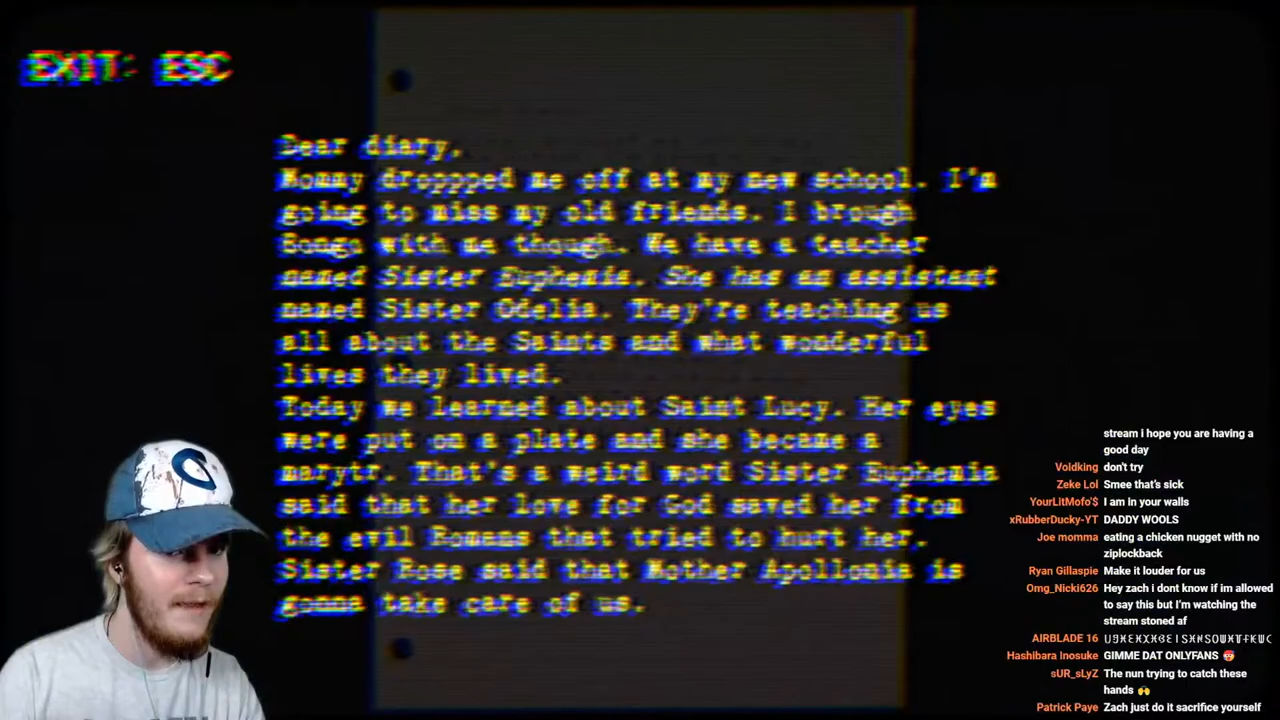 EXIT: ESC
Dear diary,
Mommy droppped me off at my new school. I'm
going to miss my old friends. I brough
Bongo with me though. We have a teacher
named Sister Euphemia. She has as assistant
named Sister Odelia. They're teaching us
all about the Saints and what wonderful
lives they lived.
Today we learned about Saint Lucy. Her eyes
were put on a plate and she became a
marytr. That's a weird word Sister Euphemia
said that her love for God saved her from
the evil Romans that tried to hurt her.
Sister Rose said that Mother Apollonia is
gonna take care of us.
stream i hope you are having a
good day
Voldking don't try
Zeke Lol Smee that's sick
YourLitMofo'$ I am in your walls
xRubberDucky-YT DADDY WOOLS
Joe momma eating a chicken nugget with no
ziplockback
Ryan Gillaspie Make it louder for us
Omg_Nicki626 Hey zach i dont know if im allowed
to say this but I'm watching the
stream stoned af
AIRBLADE 16
Hashibara Inosuke GIMME DAT ONLYFANS
sUR_sLyZ The nun trying to catch these
hands 🙌
Patrick Paye Zach just do it sacrifice yourself